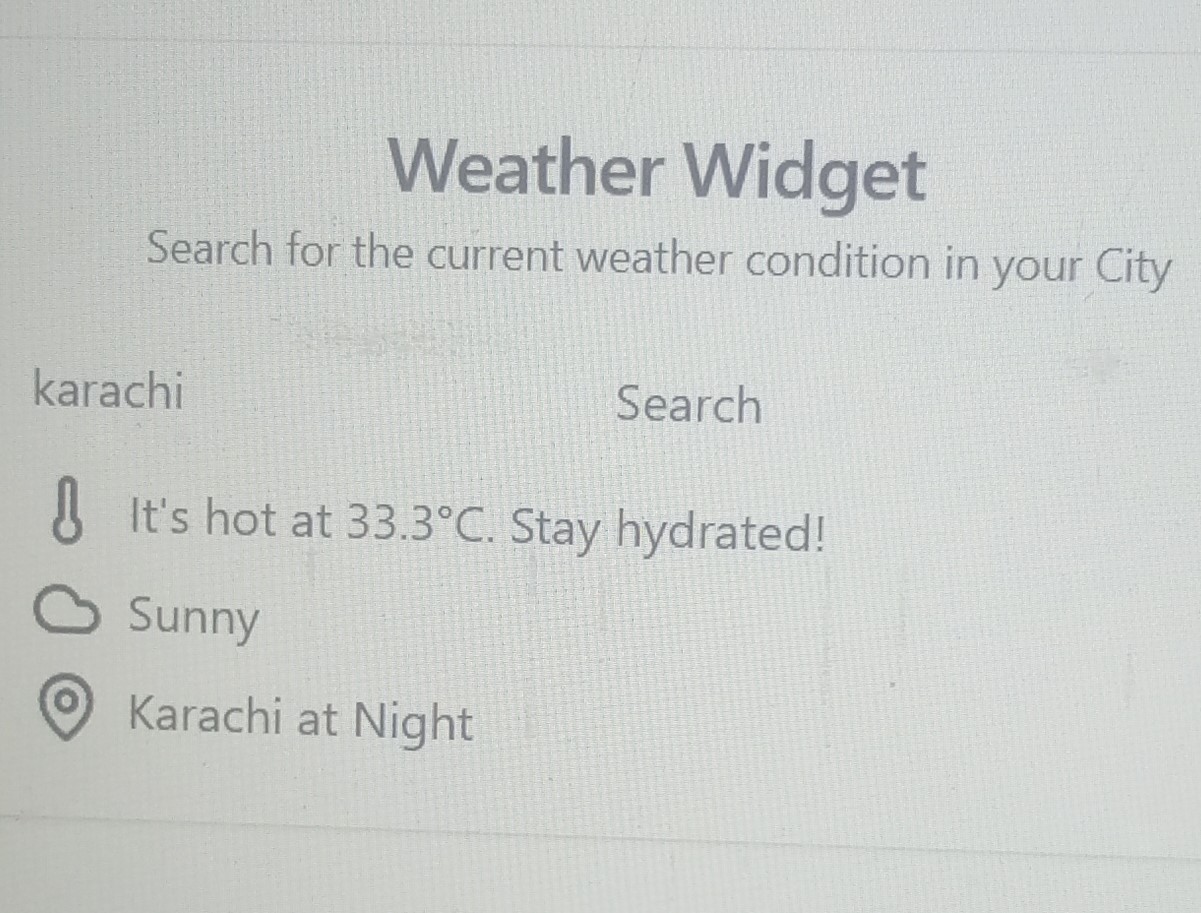 Weather Widget
Search for the current weather condition in your City
karachi Search
It's hot at 33.3°C. Stay hydrated!
Sunny
Karachi at Night